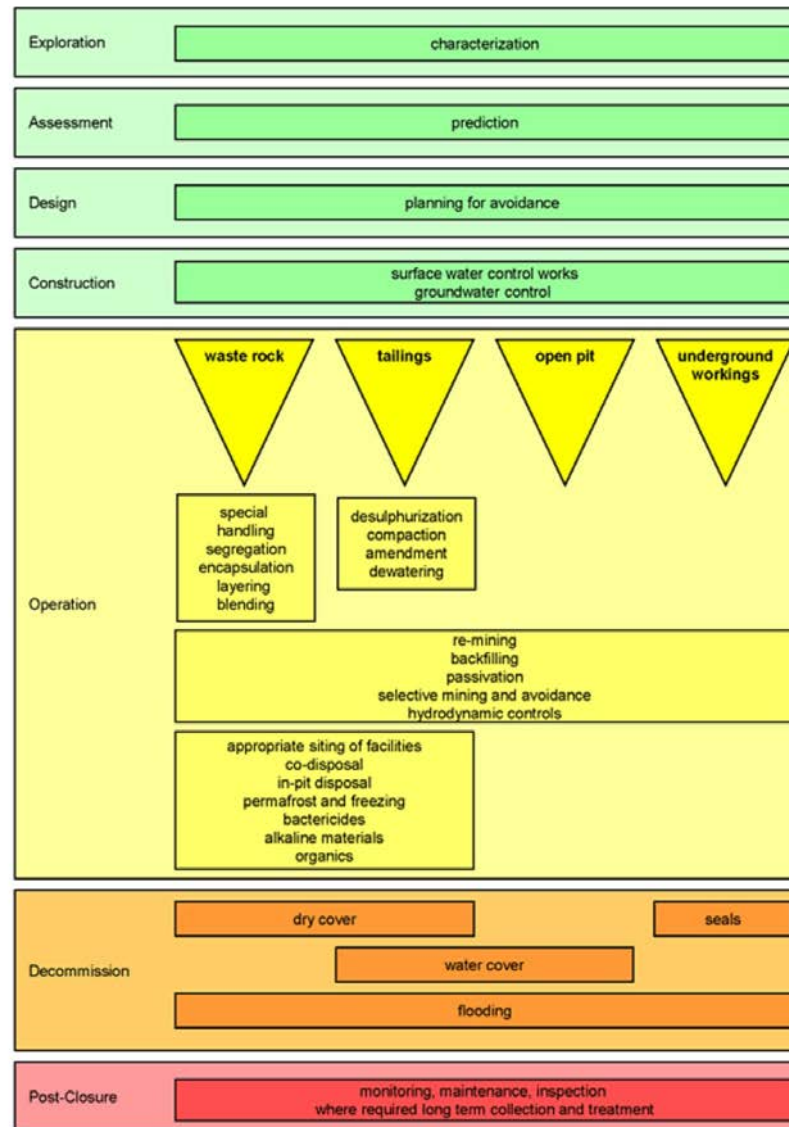 Exploration
characterization
Assessment
prediction
Design
planning for avoidance
Construction
surface water control works
groundwater control
Operation
waste rock
tailings
open pit
underground
workings
special
handling
segregation
encapsulation
layering
blending
desulphurization
compaction
amendment
dewatering
re-mining
backfilling
passivation
selective mining and avoidance
hydrodynamic controls
appropriate siting of facilities
co-disposal
in-pit disposal
permafrost and freezing
bactericides
alkaline materials
organics
Decommission
dry cover
seals
water cover
flooding
Post-Closure
monitoring, maintenance, inspection
where required long term collection and treatment